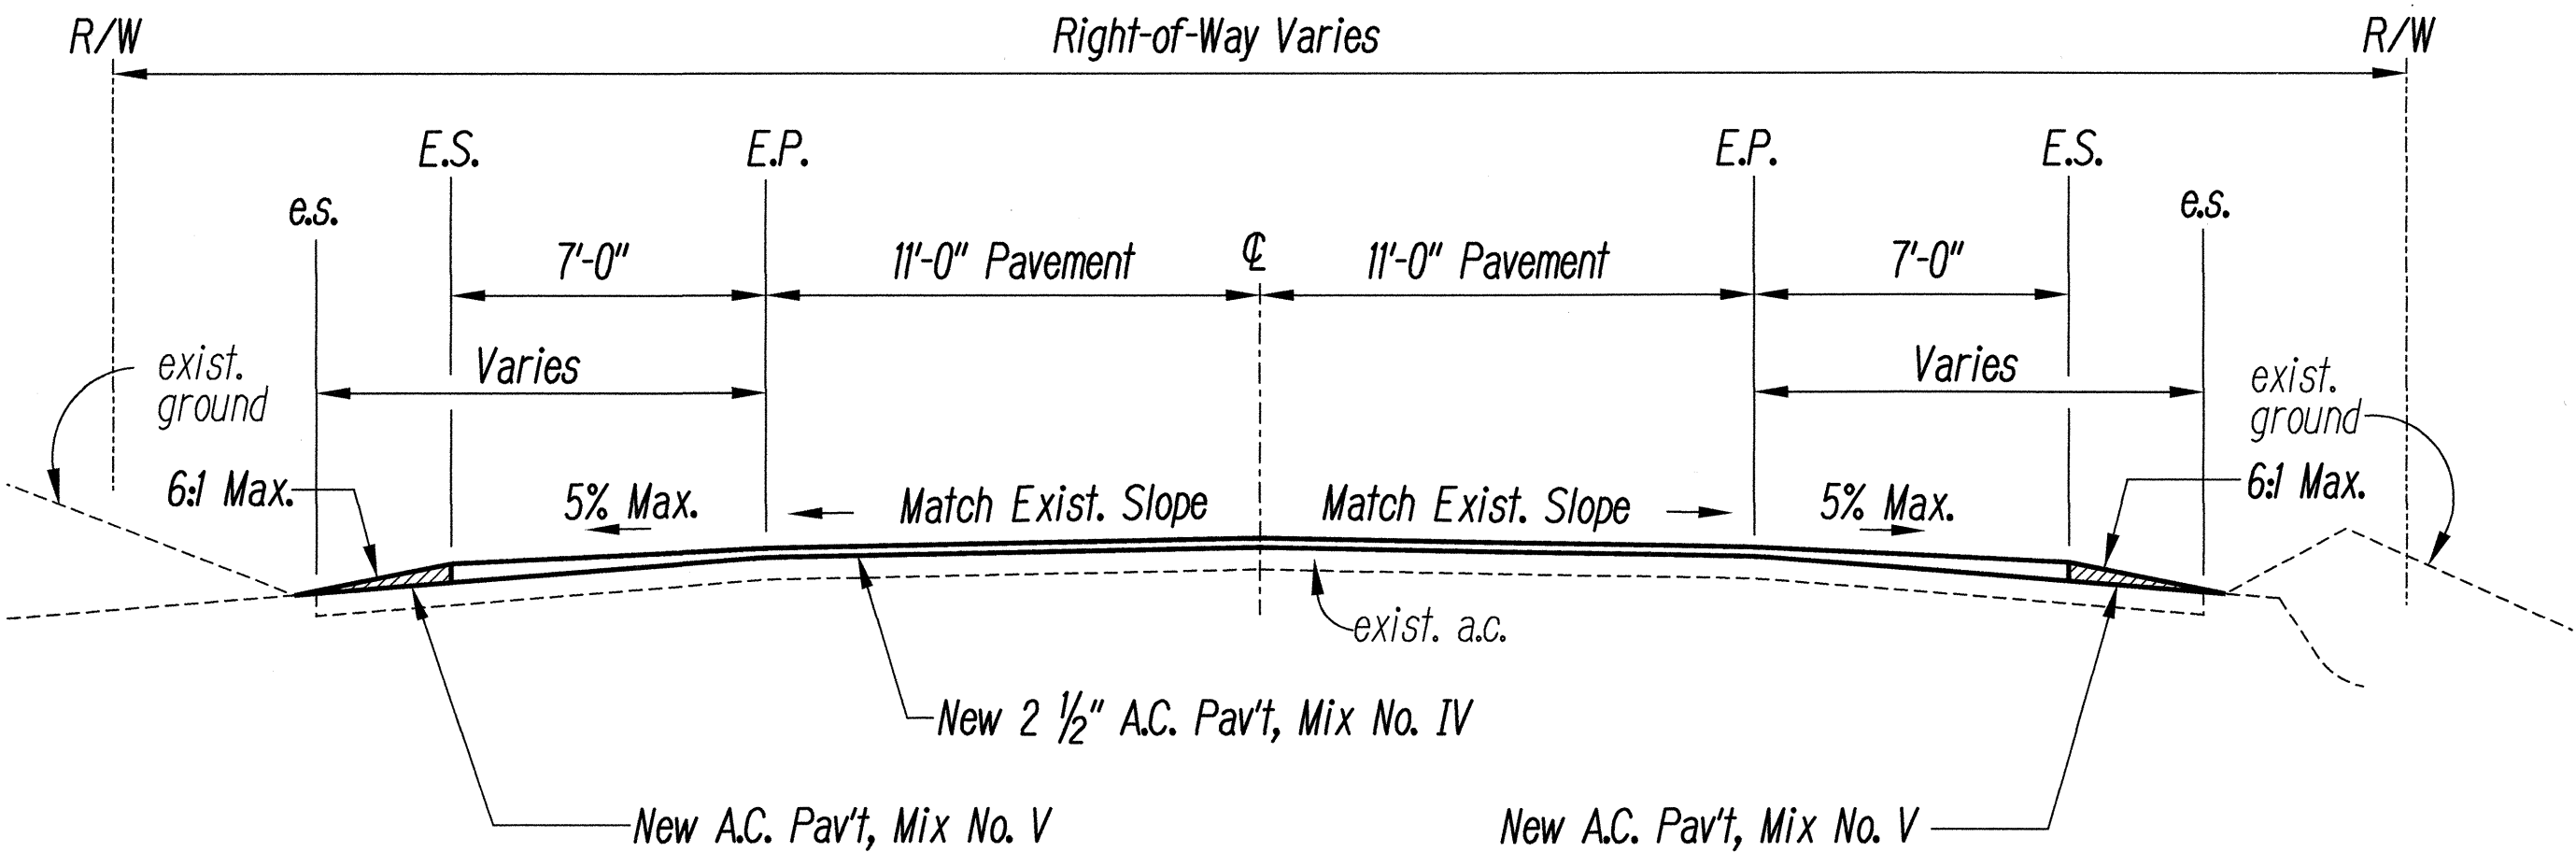 R/W
Right-of-Way Varies
R/W
E.S.
E.P.
E.P.
E.S.
e.s.
e.s.
7'-0"
11'-0" Pavement
℄
11'-0" Pavement
7'-0"
exist.
ground
Varies
Varies
exist.
ground
6:1 Max.
5% Max.
Match Exist. Slope
Match Exist. Slope
5% Max.
6:1 Max.
exist. a.c.
New 2 ½" A.C. Pav't, Mix No. IV
New A.C. Pav't, Mix No. V
New A.C. Pav't, Mix No. V